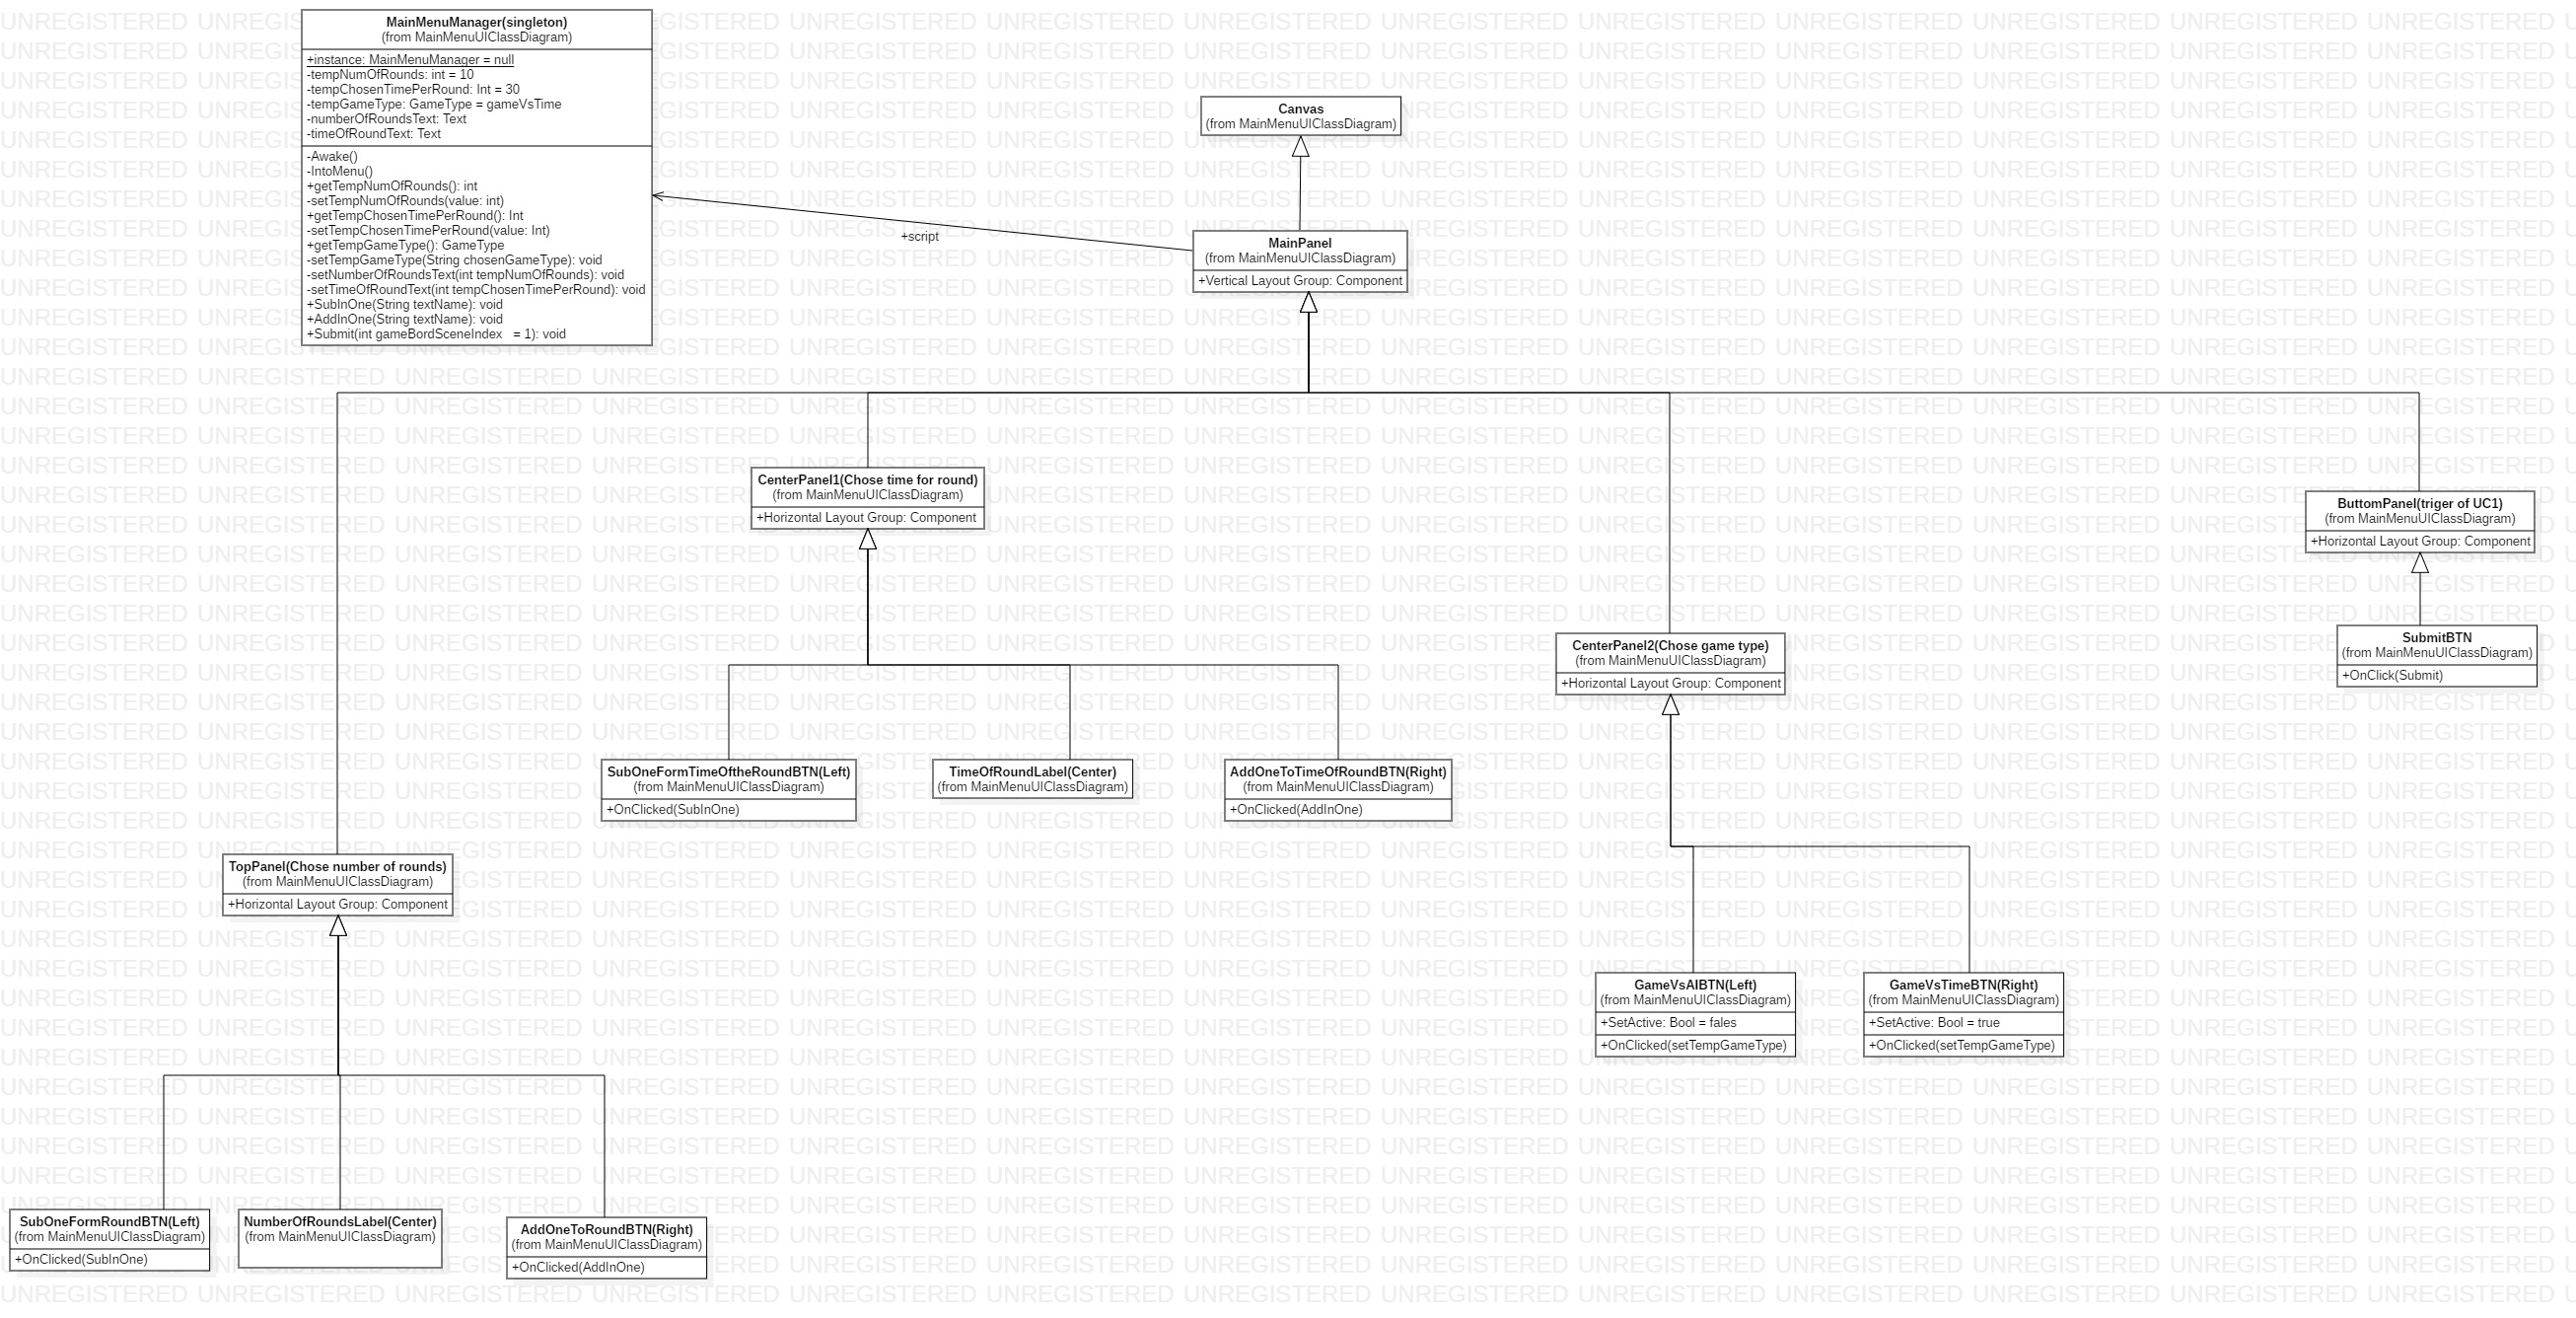 MainMenuManager(singleton)
(from MainMenuUIClassDiagram)
+instance: MainMenuManager = null
-tempNumOfRounds: int = 10
-tempChosenTimePerRound: Int = 30
-tempGameType: GameType = gameVsTime
-numberOfRoundsText: Text
-timeOfRoundText: Text
-Awake()
-IntoMenu()
+getTempNumOfRounds(): int
-setTempNumOfRounds(value: int)
+getTempChosenTimePerRound(): Int
-setTempChosenTimePerRound(value: Int)
+getTempGameType(): GameType
-setTempGameType(String chosenGameType): void
-setNumberOfRoundsText(int tempNumOfRounds): void
-setTimeOfRoundText(int tempChosenTimePerRound): void
+SubInOne(String textName): void
+AddInOne(String textName): void
+Submit(int gameBordSceneIndex = 1): void
Canvas
(from MainMenuUIClassDiagram)
+script
MainPanel
(from MainMenuUIClassDiagram)
+Vertical Layout Group: Component
CenterPanel1(Chose time for round)
(from MainMenuUIClassDiagram)
+Horizontal Layout Group: Component
ButtomPanel(triger of UC1)
(from MainMenuUIClassDiagram)
+Horizontal Layout Group: Component
CenterPanel2(Chose game type)
(from MainMenuUIClassDiagram)
+Horizontal Layout Group: Component
SubmitBTN
(from MainMenuUIClassDiagram)
+OnClick(Submit)
SubOneFormTimeOftheRoundBTN(Left)
(from MainMenuUIClassDiagram)
+OnClicked(SubInOne)
TimeOfRoundLabel(Center)
(from MainMenuUIClassDiagram)
AddOneToTimeOfRoundBTN(Right)
(from MainMenuUIClassDiagram)
+OnClicked(AddInOne)
TopPanel(Chose number of rounds)
(from MainMenuUIClassDiagram)
+Horizontal Layout Group: Component
GameVsAIBTN(Left)
(from MainMenuUIClassDiagram)
+SetActive: Bool = fales
+OnClicked(setTempGameType)
GameVsTimeBTN(Right)
(from MainMenuUIClassDiagram)
+SetActive: Bool = true
+OnClicked(setTempGameType)
SubOneFormRoundBTN(Left)
(from MainMenuUIClassDiagram)
+OnClicked(SubInOne)
NumberOfRoundsLabel(Center)
(from MainMenuUIClassDiagram)
AddOneToRoundBTN(Right)
(from MainMenuUIClassDiagram)
+OnClicked(AddInOne)
UNREGISTERED